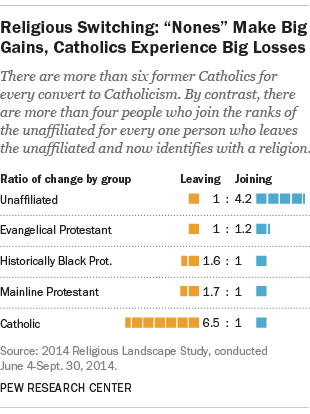 Religious Switching: “Nones” Make Big
Gains, Catholics Experience Big Losses
There are more than six former Catholics for
every convert to Catholicism. By contrast, there
are more than four people who join the ranks of
the unaffiliated for every one person who leaves
the unaffiliated and now identifies with a religion.
Ratio of change by group Leaving Joining
Unaffiliated 1 : 4.2
Evangelical Protestant 1 : 1.2
Historically Black Prot. 1.6 : 1
Mainline Protestant 1.7 : 1
Catholic 6.5 : 1
Source: 2014 Religious Landscape Study, conducted
June 4-Sept. 30, 2014.
PEW RESEARCH CENTER